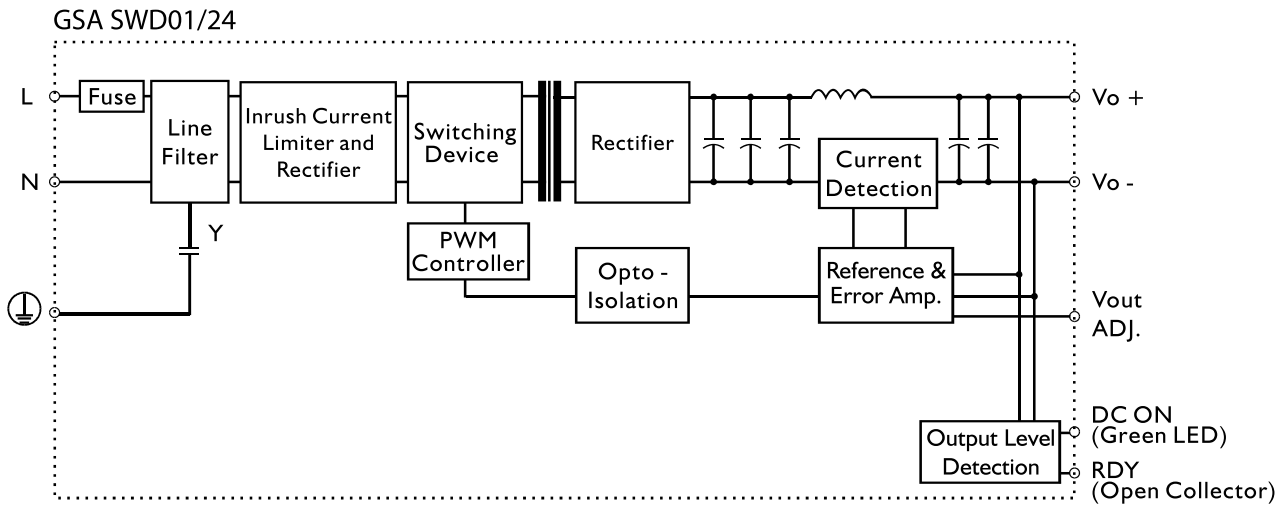 GSA SWD01/24
L
Fuse
Line
Filter
Inrush Current
Limiter and
Rectifier
Switching
Device
Rectifier
Current
Detection
Vo +
N
Vo -
Y
PWM
Controller
Opto -
Isolation
Reference &
Error Amp.
Vout
ADJ.
Output Level
Detection
DC ON
(Green LED)
RDY
(Open Collector)